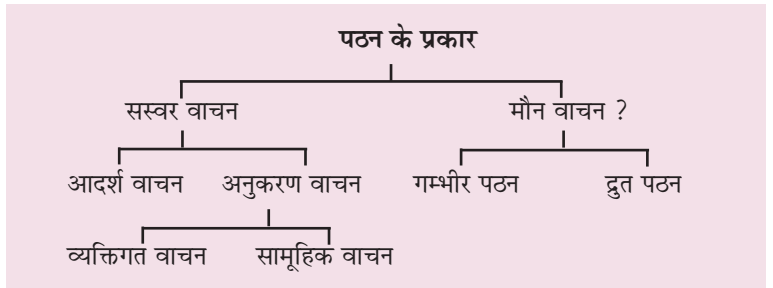 पठन के प्रकार
सस्वर वाचन मौन वाचन ?
आदर्श वाचन अनुकरण वाचन गम्भीर पठन द्रुत पठन
व्यक्तिगत वाचन सामूहिक वाचन